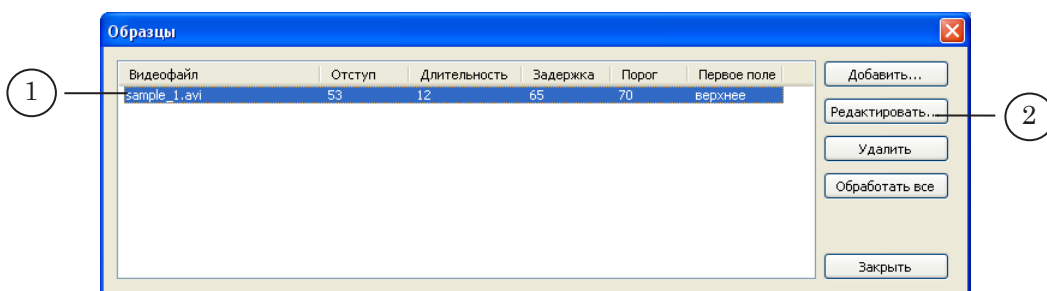 Образцы
Видеофайл Отступ Длительность Задержка Порог Первое поле
sample_1.avi 53 12 65 70 верхнее
Добавить...
Редактировать...
Удалить
Обработать все
Закрыть
1
2